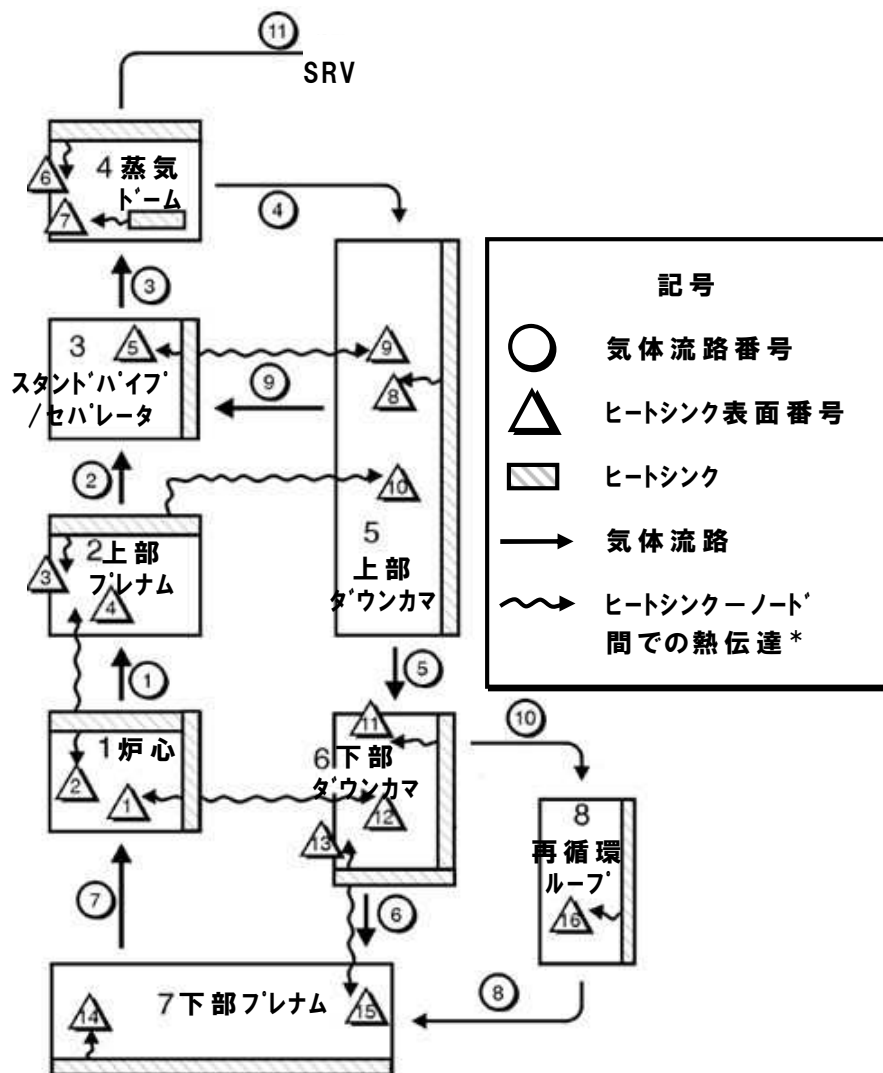 11
SRV
4 蒸気
ドーム
6
7
4
3
3
スタンドパイプ
/セパレータ
5
9
9
8
2
10
2 上部
プレナム
3
4
5
上部
ダウンカマ
1
5
1 炉心
2
1
11
6 下部
ダウンカマ
12
13
10
8
再循環
ループ
16
7
6
7 下部プレナム
14
15
8
記号
気体流路番号
ヒートシンク表面番号
ヒートシンク
気体流路
ヒートシンクーノード
間での熱伝達*